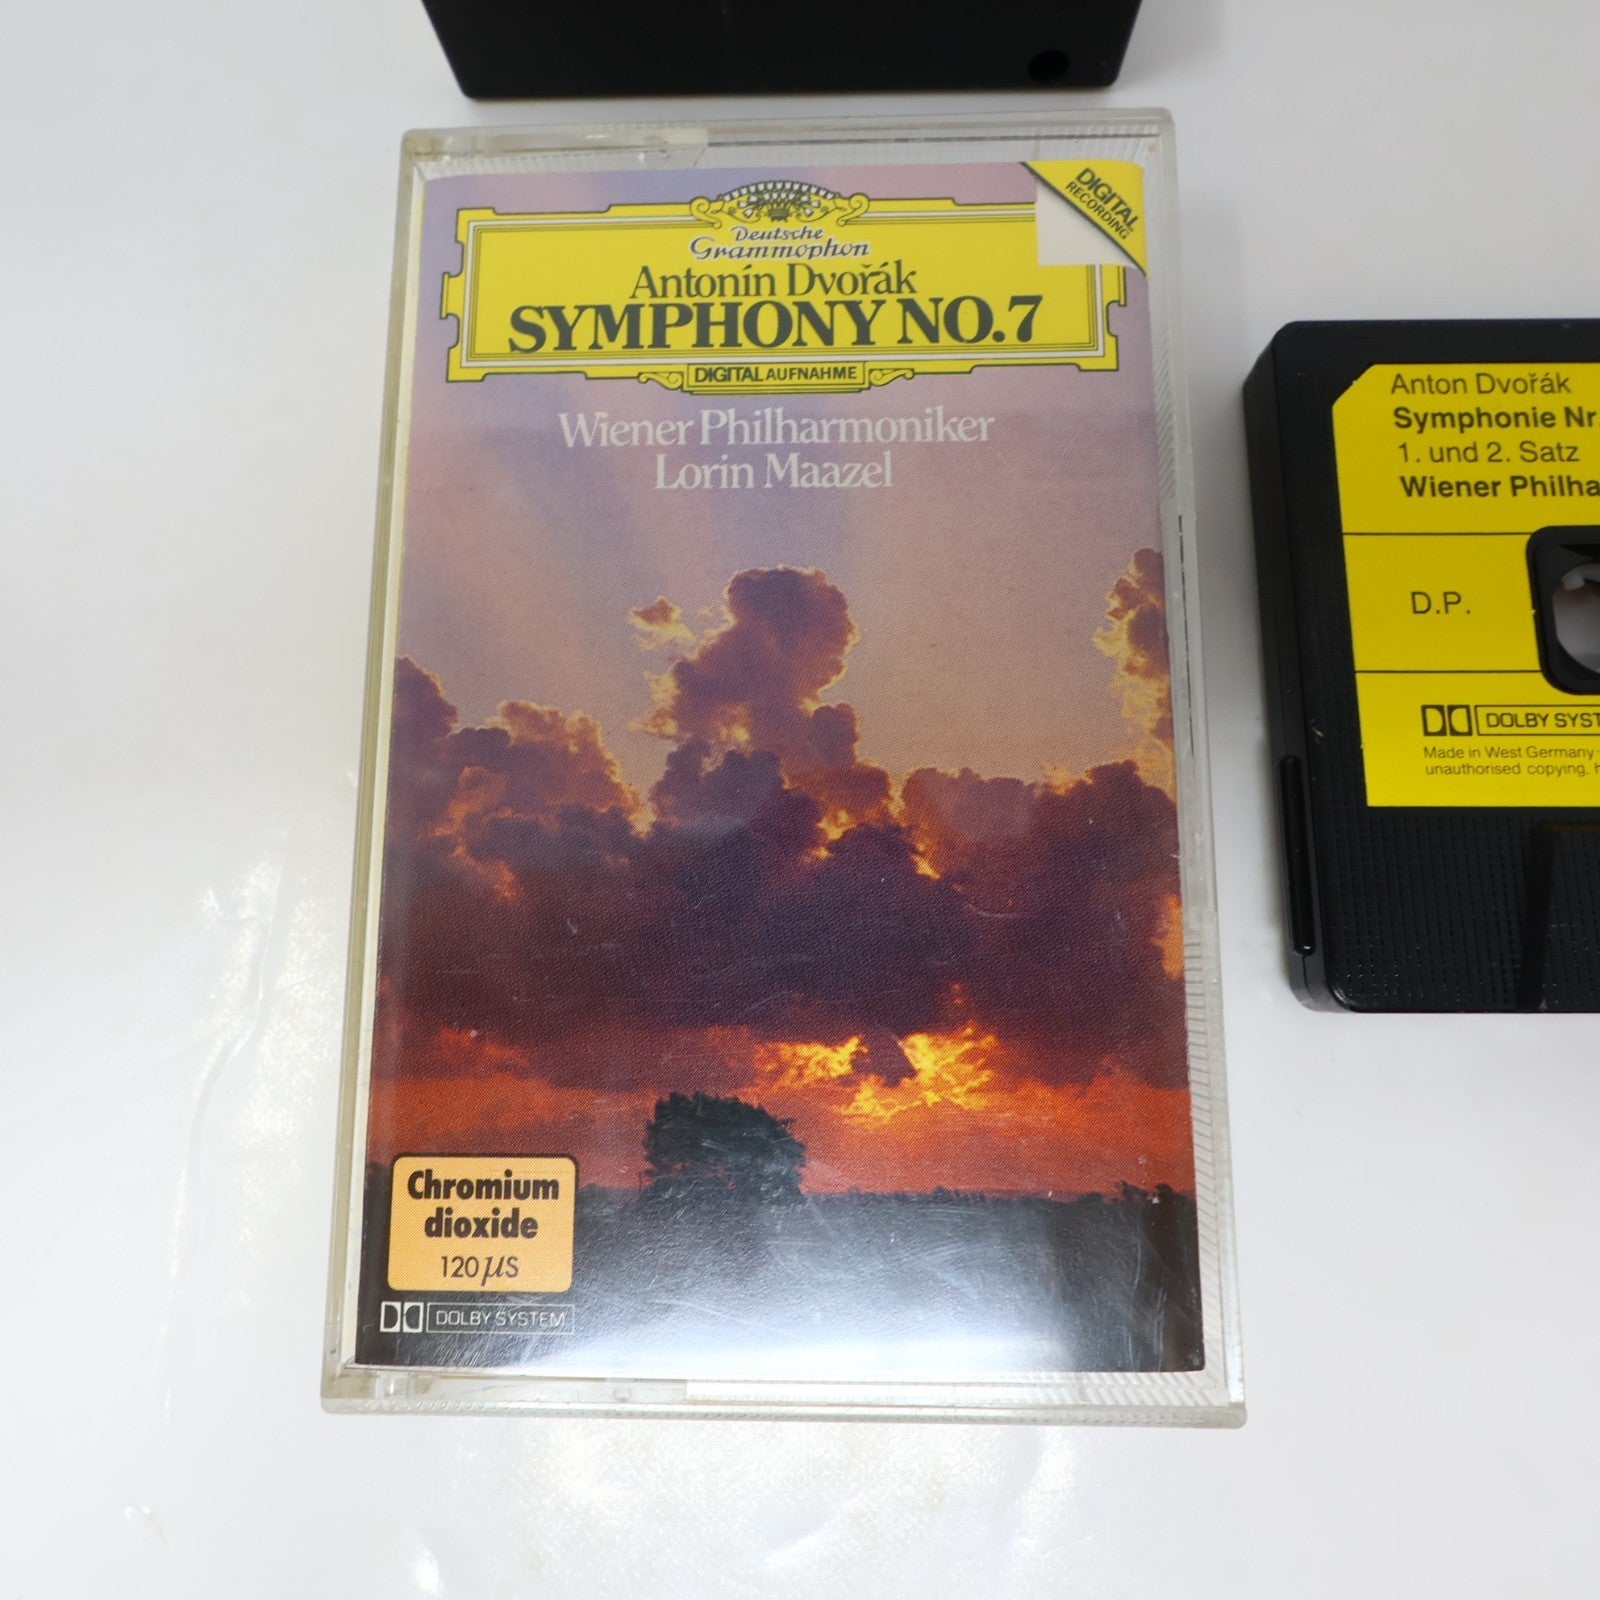 DIGITAL
RECORDING
Deutsche
Grammophon
Antonín Dvořák
SYMPHONY NO.7
DIGITAL AUFNAHME
Wiener Philharmoniker
Lorin Maazel
Chromium
dioxide
120 µs
DOLBY SYSTEM
Anton Dvořák
Symphonie Nr.
1. und 2. Satz
Wiener Philha
D.P.
DOLBY SYST
Made in West Germany
unauthorised copying, h